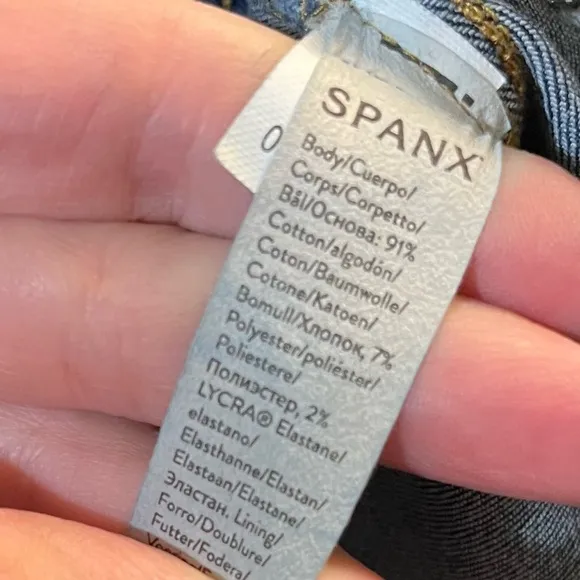 SPANX
0
Body/Cuerpo/
Corps/Corpetto/
Bål/Основа: 91%
Cotton/algodón/
Coton/Baumwolle/
Cotone/Katoen/
Bomull/Хлопок, 7%
Polyester/poliéster/
Poliestere/
Полиэстер, 2%
LYCRA® Elastane/
elastano/
Elasthanne/Elastan/
Elastaan/Elastane/
Эластан. Lining/
Forro/Doublure/
Futter/Fodera/